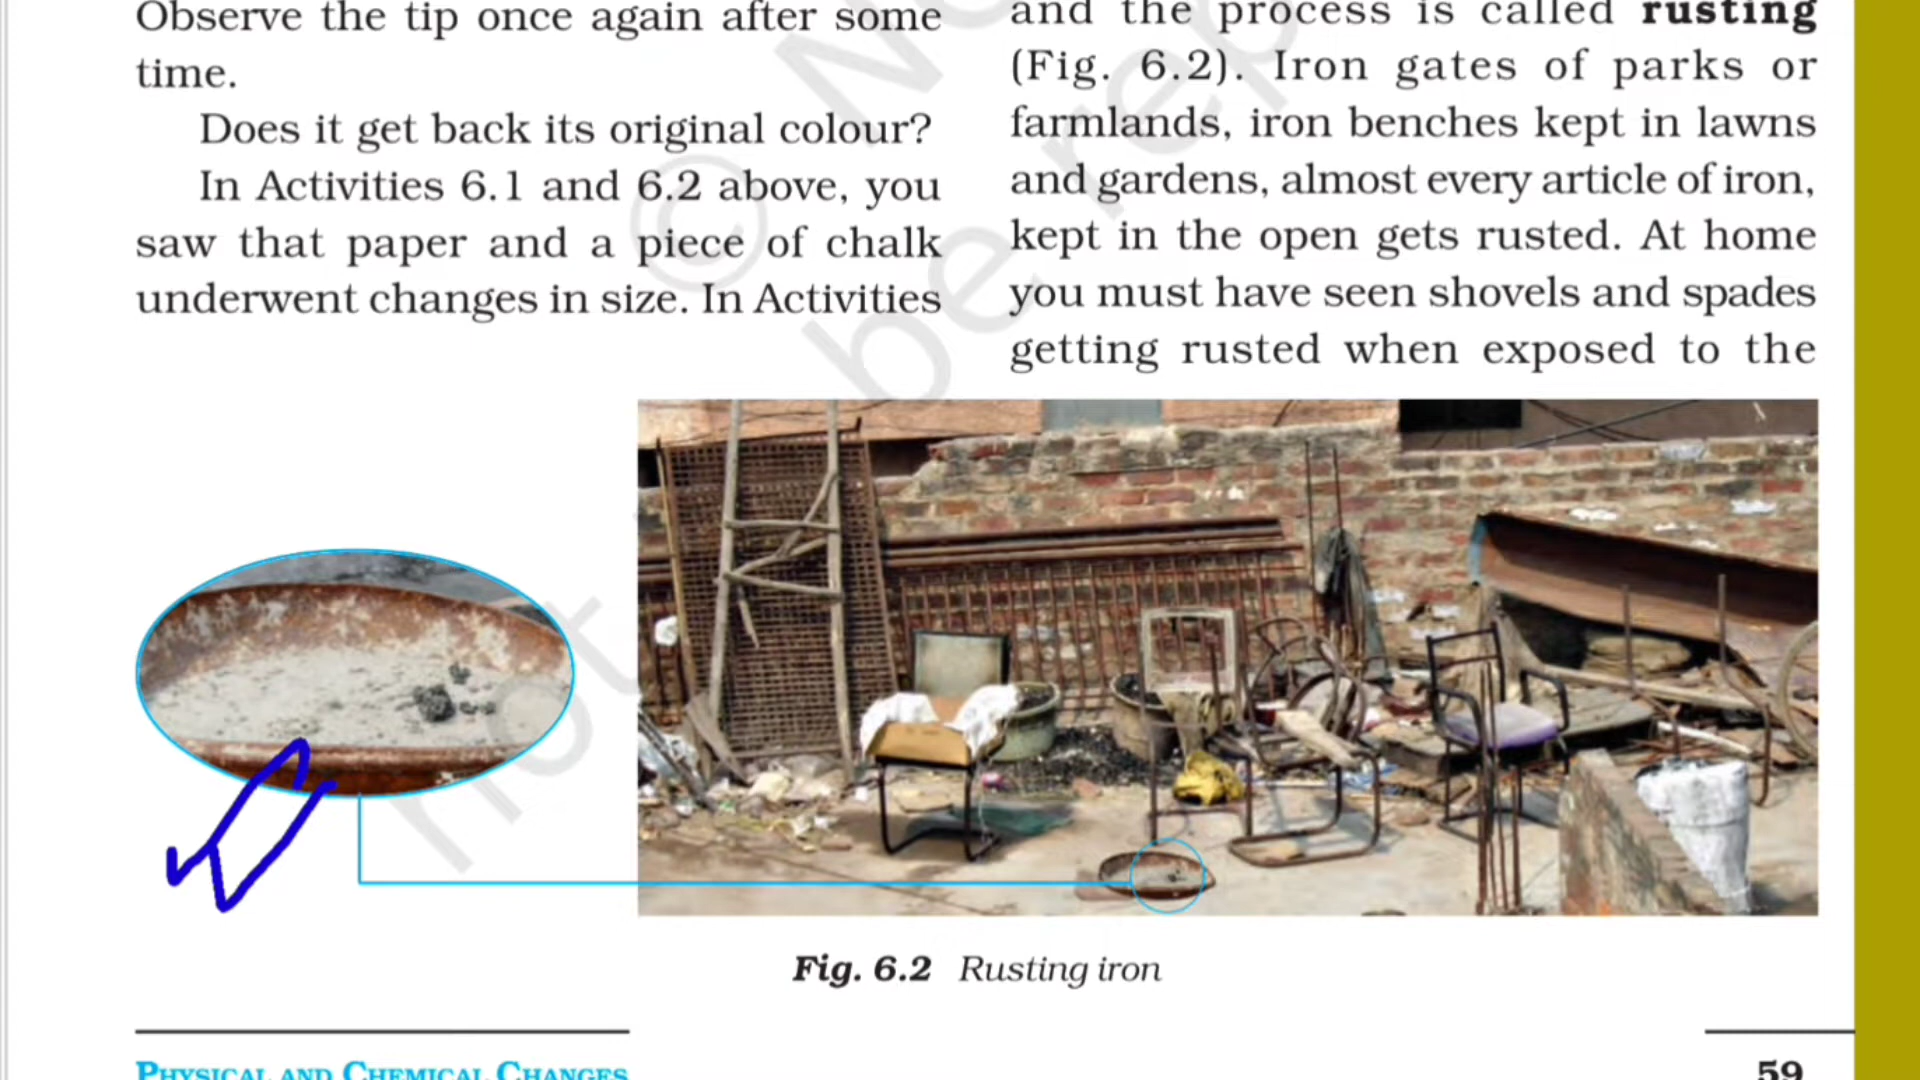 Observe the tip once again after some
time.
Does it get back its original colour?
In Activities 6.1 and 6.2 above, you
saw that paper and a piece of chalk
underwent changes in size. In Activities
and the process is called rusting
(Fig. 6.2). Iron gates of parks or
farmlands, iron benches kept in lawns
and gardens, almost every article of iron,
kept in the open gets rusted. At home
you must have seen shovels and spades
getting rusted when exposed to the
Fig. 6.2 Rusting iron
PHYSICAL AND CHEMICAL CHANGES
59
© No
not be rep